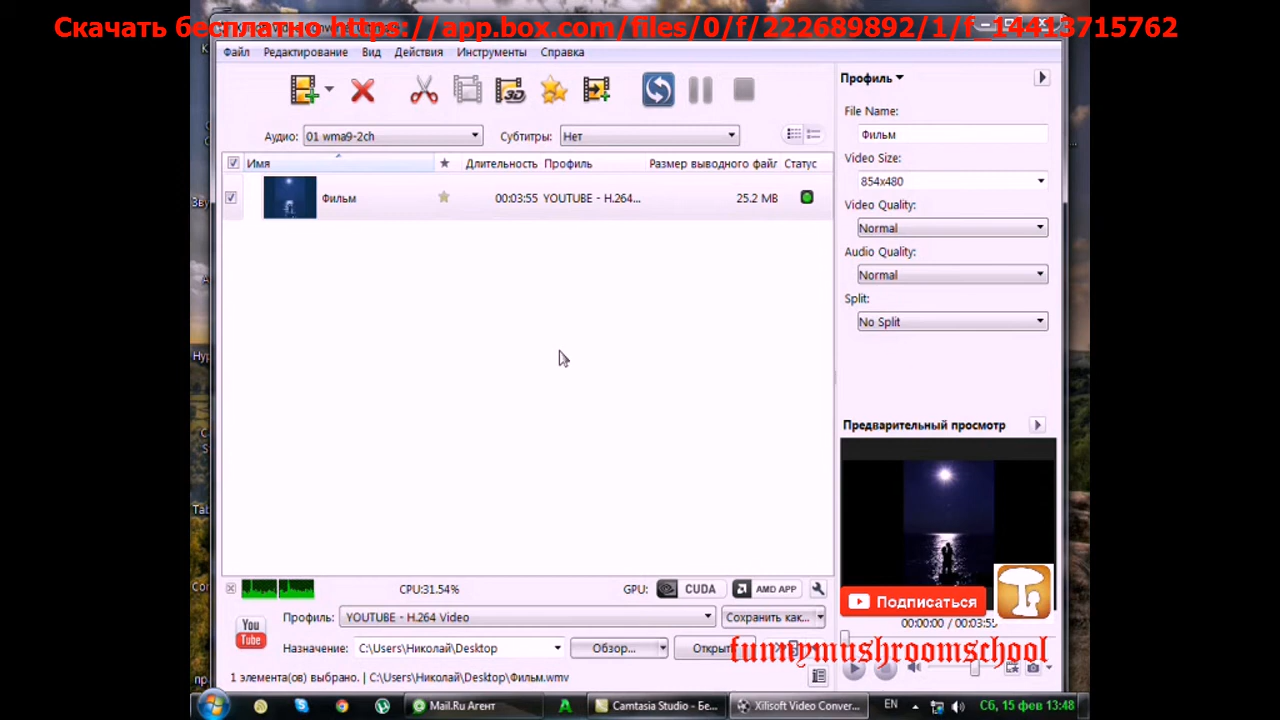 Скачать бесплатно https://app.box.com/files/0/f/222689892/1/f_14413715762
Файл Редактирование Вид Действия Инструменты Справка
Аудио: 01 wma9-2ch Субтитры: Нет
Имя Длительность Профиль Размер выводного файл Статус
Фильм 00:03:55 YOUTUBE - H.264... 25.2 MB
Профиль
File Name:
Фильм
Video Size:
854x480
Video Quality:
Normal
Audio Quality:
Normal
Split:
No Split
Предварительный просмотр
Подписаться
00:00:00 / 00:03:55
funnymushroomschool
CPU:31.54% GPU: CUDA AMD APP
You Tube
Профиль: YOUTUBE - H.264 Video Сохранить как...
Назначение: C:\Users\Николай\Desktop Обзор... Открыть
1 элемента(ов) выбрано. | C:\Users\Николай\Desktop\Фильм.wmv
Mail.Ru Агент Camtasia Studio - Бе... Xilisoft Video Conver... EN Сб, 15 фев 13:48